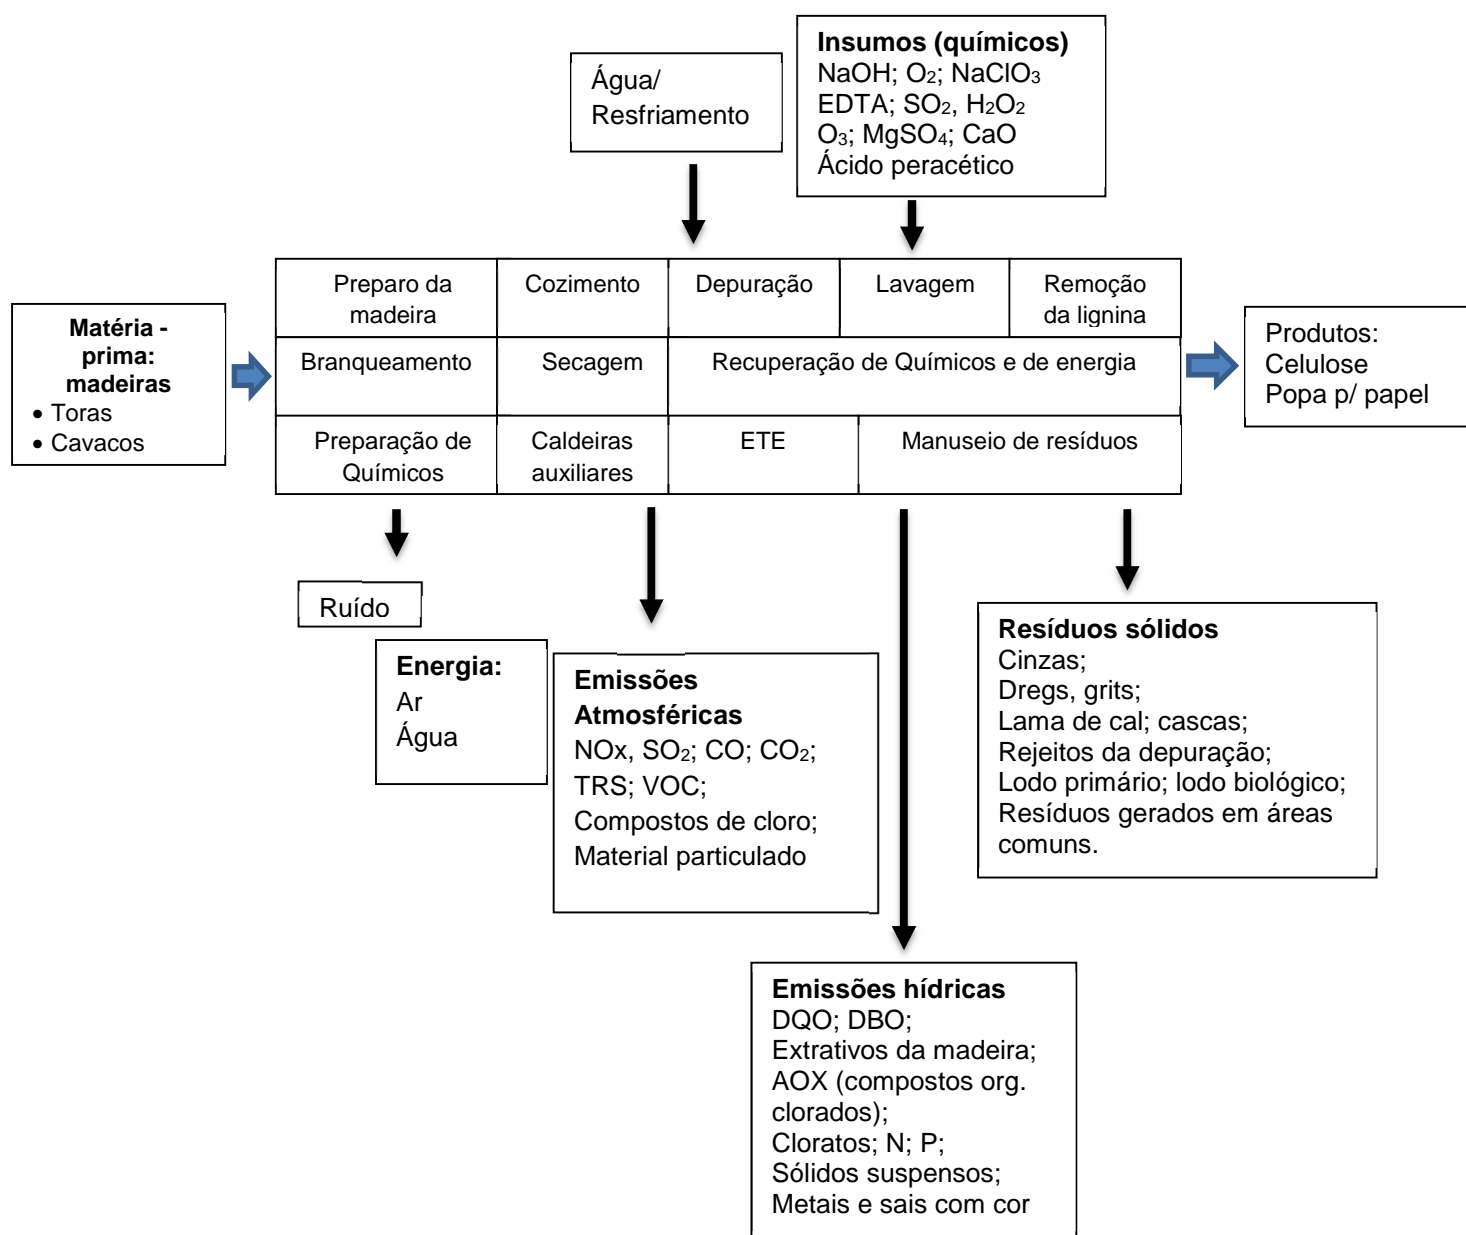 Água/
Resfriamento
Insumos (químicos)
NaOH; O₂; NaClO₃
EDTA; SO₂, H₂O₂
O₃; MgSO₄; CaO
Ácido peracético
Matéria -
prima:
madeiras
• Toras
• Cavacos
Preparo da
madeira
Cozimento
Depuração
Lavagem
Remoção
da lignina
Branqueamento
Secagem
Recuperação de Químicos e de energia
Preparação de
Químicos
Caldeiras
auxiliares
ETE
Manuseio de resíduos
Produtos:
Celulose
Popa p/ papel
Ruído
Energia:
Ar
Água
Emissões
Atmosféricas
NOx, SO₂; CO; CO₂;
TRS; VOC;
Compostos de cloro;
Material particulado
Resíduos sólidos
Cinzas;
Dregs, grits;
Lama de cal; cascas;
Rejeitos da depuração;
Lodo primário; lodo biológico;
Resíduos gerados em áreas
comuns.
Emissões hídricas
DQO; DBO;
Extrativos da madeira;
AOX (compostos org.
clorados);
Cloratos; N; P;
Sólidos suspensos;
Metais e sais com cor